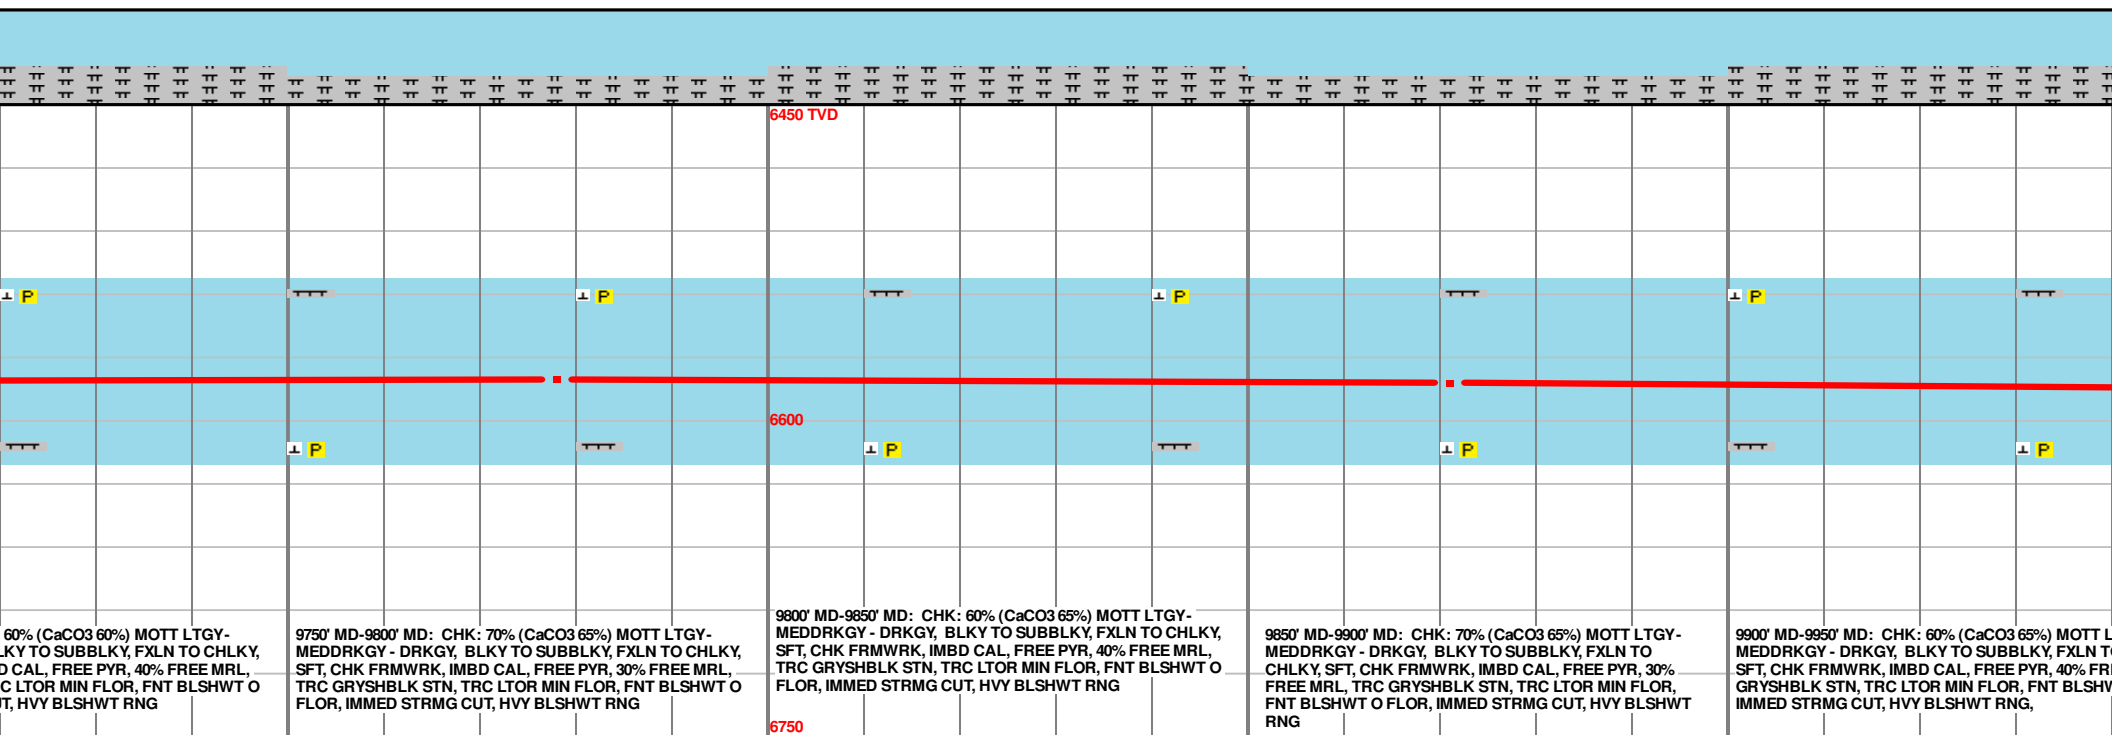 6450 TVD
P
P
P
P
6600
P
P
P
P
60% (CaCO3 60%) MOTT LTGY-
LKY TO SUBBLKY, FXLN TO CHLKY,
D CAL, FREE PYR, 40% FREE MRL,
C LTOR MIN FLOR, FNT BLSHWT O
T, HVY BLSHWT RNG
9750' MD-9800' MD: CHK: 70% (CaCO3 65%) MOTT LTGY-
MEDDRKGY - DRKGY, BLKY TO SUBBLKY, FXLN TO CHLKY,
SFT, CHK FRMWRK, IMBD CAL, FREE PYR, 30% FREE MRL,
TRC GRYSHBLK STN, TRC LTOR MIN FLOR, FNT BLSHWT O
FLOR, IMMED STRMG CUT, HVY BLSHWT RNG
9800' MD-9850' MD: CHK: 60% (CaCO3 65%) MOTT LTGY-
MEDDRKGY - DRKGY, BLKY TO SUBBLKY, FXLN TO CHLKY,
SFT, CHK FRMWRK, IMBD CAL, FREE PYR, 40% FREE MRL,
TRC GRYSHBLK STN, TRC LTOR MIN FLOR, FNT BLSHWT O
FLOR, IMMED STRMG CUT, HVY BLSHWT RNG
9850' MD-9900' MD: CHK: 70% (CaCO3 65%) MOTT LTGY-
MEDDRKGY - DRKGY, BLKY TO SUBBLKY, FXLN TO
CHLKY, SFT, CHK FRMWRK, IMBD CAL, FREE PYR, 30%
FREE MRL, TRC GRYSHBLK STN, TRC LTOR MIN FLOR,
FNT BLSHWT O FLOR, IMMED STRMG CUT, HVY BLSHWT
RNG
9900' MD-9950' MD: CHK: 60% (CaCO3 65%) MOTT L
MEDDRKGY - DRKGY, BLKY TO SUBBLKY, FXLN T
SFT, CHK FRMWRK, IMBD CAL, FREE PYR, 40% FR
GRYSHBLK STN, TRC LTOR MIN FLOR, FNT BLSHW
IMMED STRMG CUT, HVY BLSHWT RNG,
6750